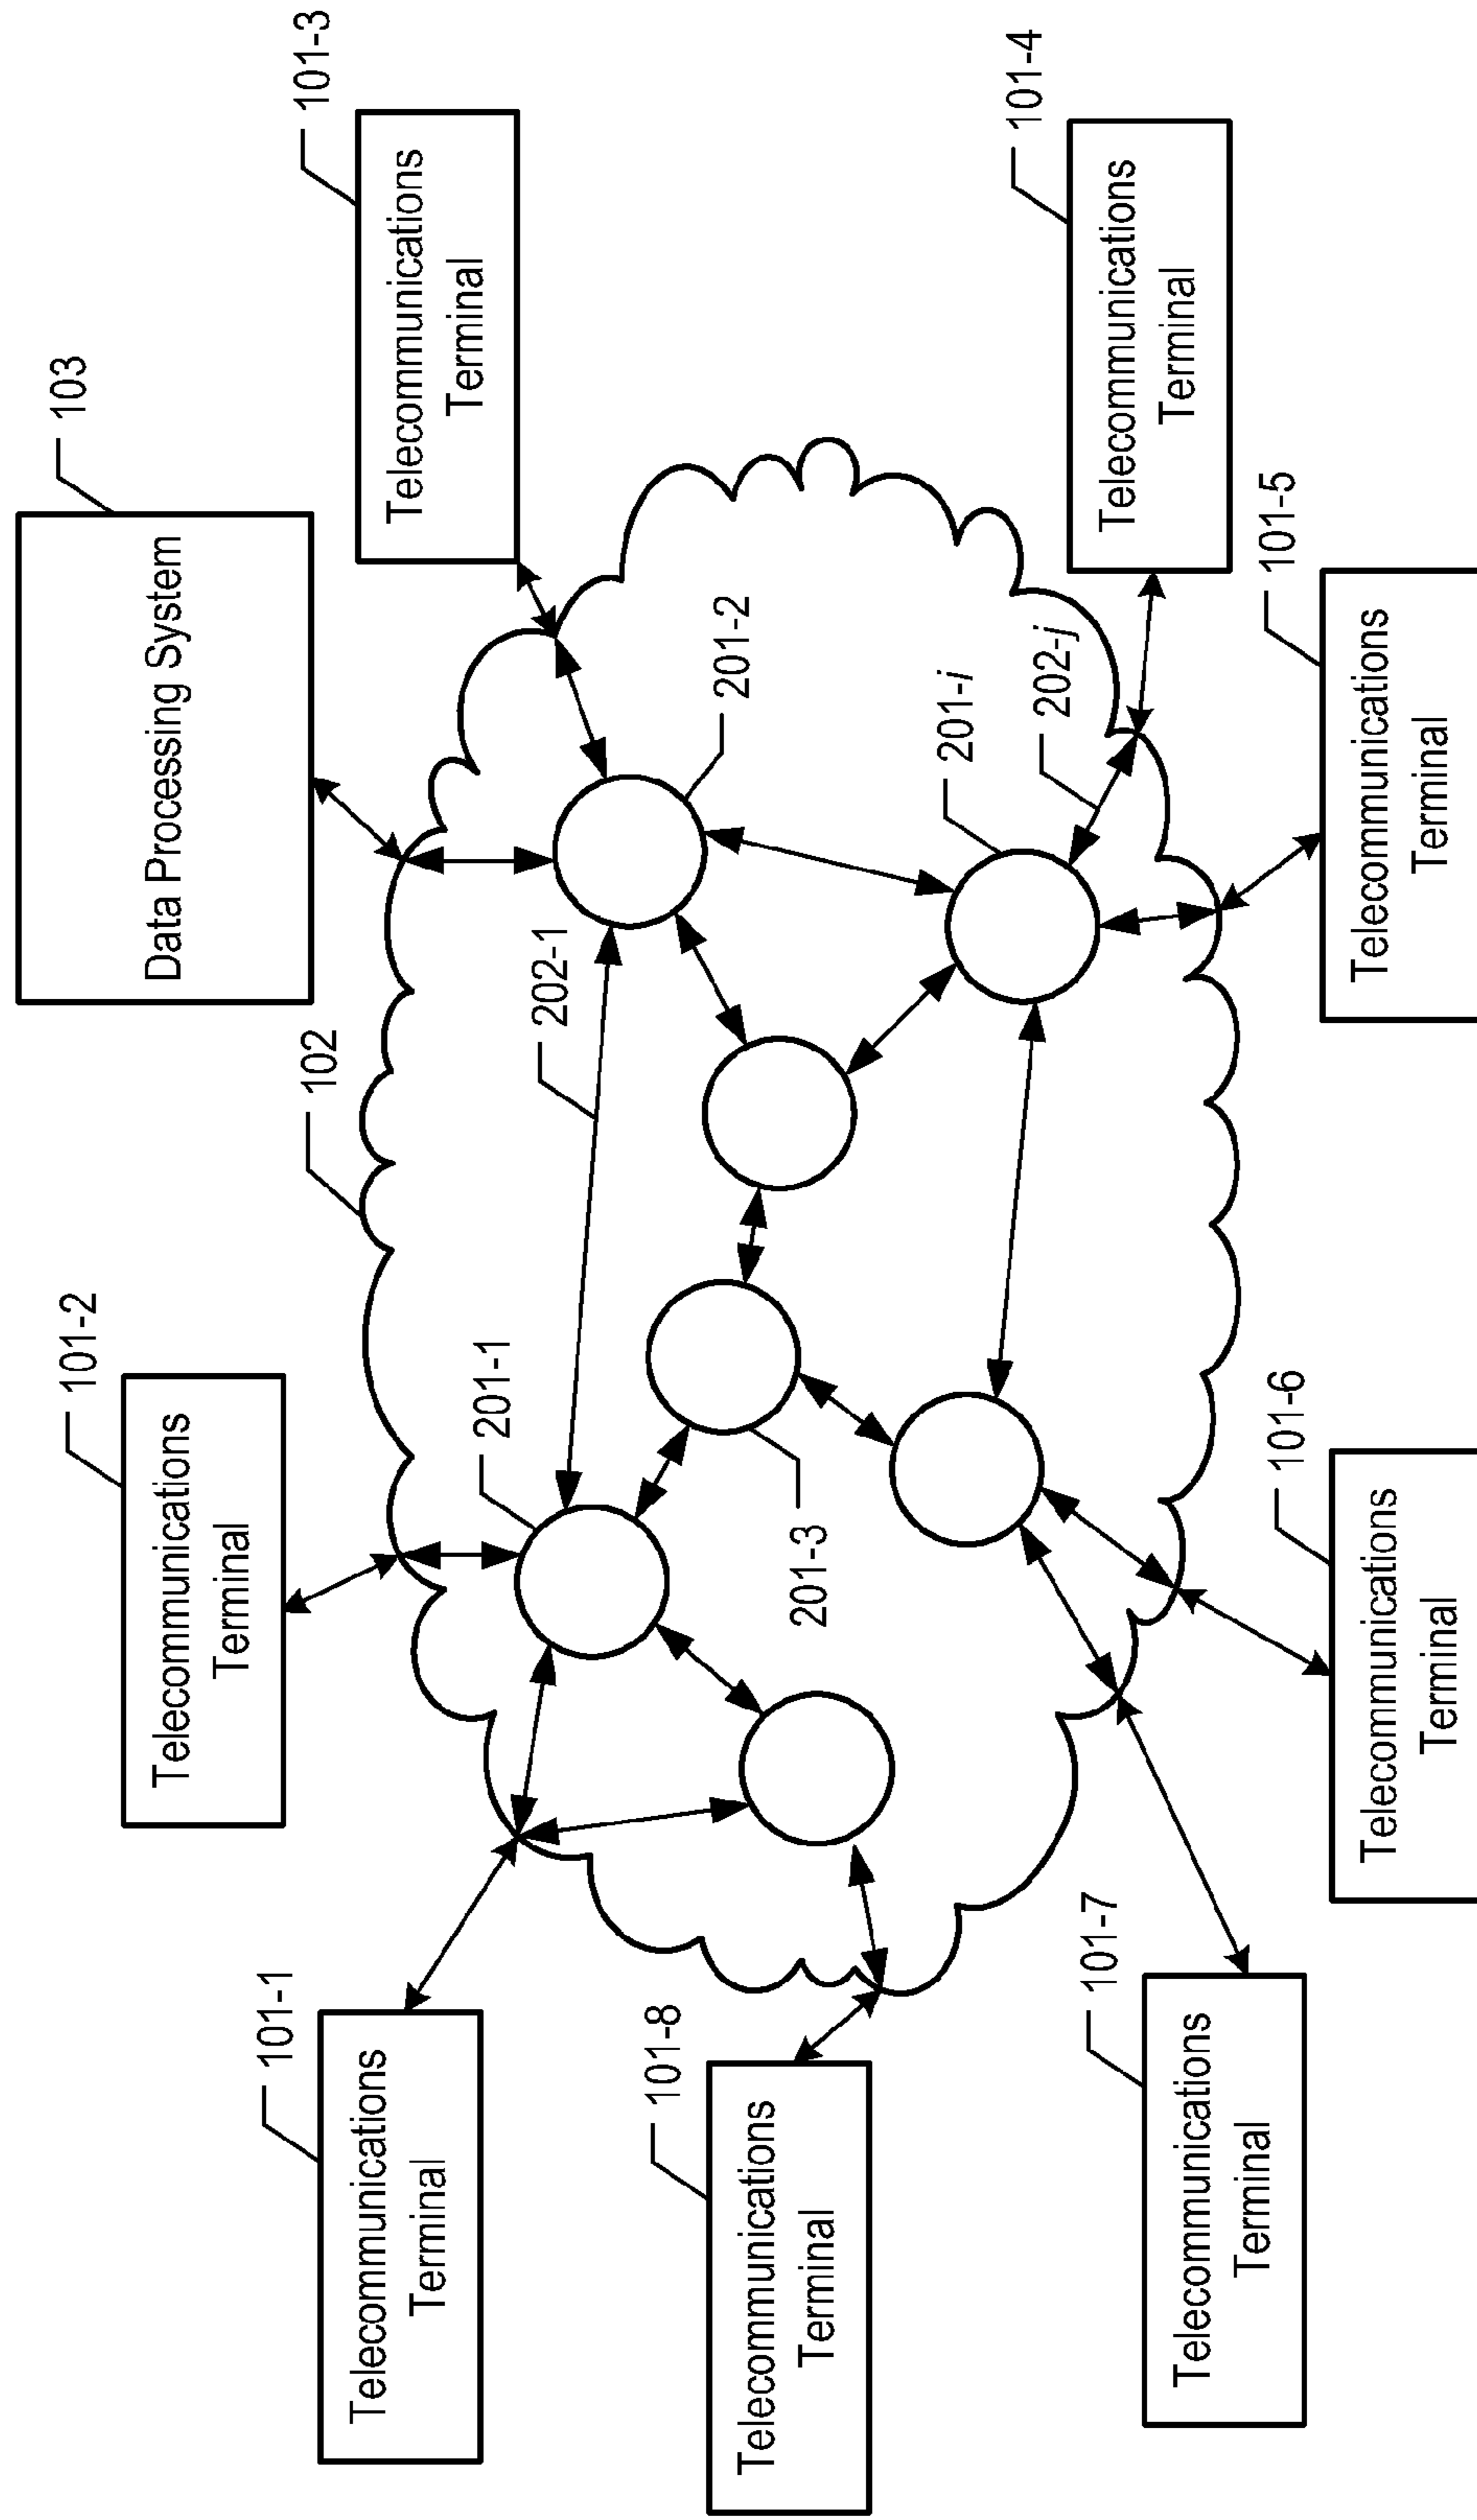 103
Data Processing System
101-2
Telecommunications
Terminal
102
101-3
Telecommunications
Terminal
101-1
Telecommunications
Terminal
201-1
202-1
201-2
101-8
Telecommunications
Terminal
201-3
201-i
202-j
101-4
Telecommunications
Terminal
101-7
Telecommunications
Terminal
101-6
Telecommunications
Terminal
101-5
Telecommunications
Terminal